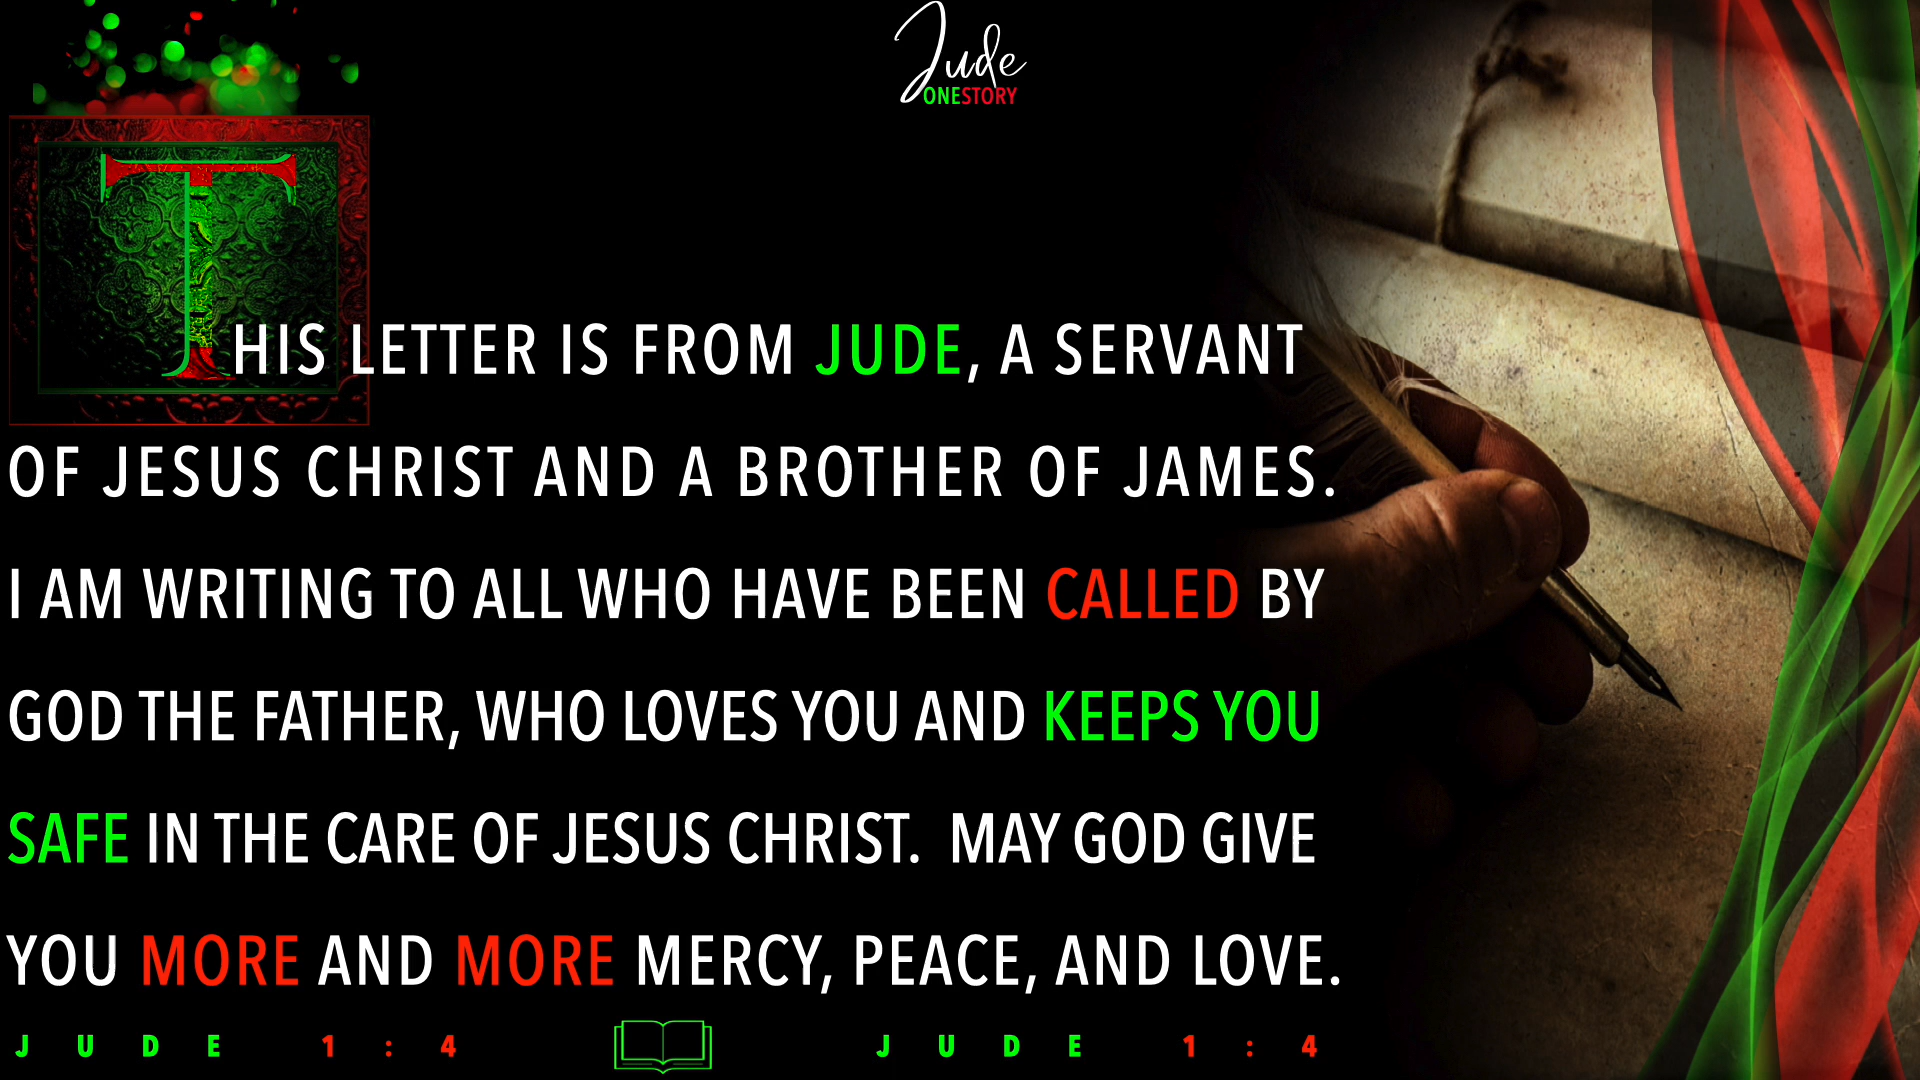 Jude
ONESTORY
THIS LETTER IS FROM JUDE, A SERVANT
OF JESUS CHRIST AND A BROTHER OF JAMES.
I AM WRITING TO ALL WHO HAVE BEEN CALLED BY
GOD THE FATHER, WHO LOVES YOU AND KEEPS YOU
SAFE IN THE CARE OF JESUS CHRIST. MAY GOD GIVE
YOU MORE AND MORE MERCY, PEACE, AND LOVE.
JUDE 1:4 JUDE 1:4